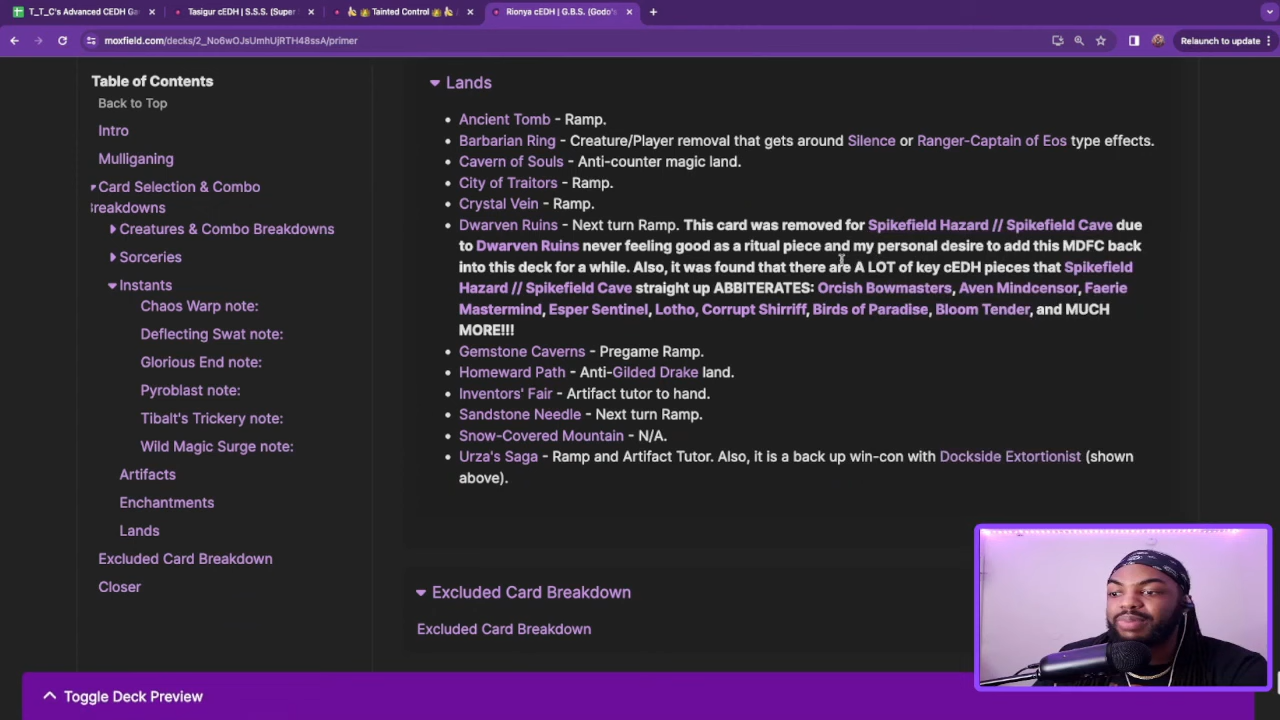 T_T_C's Advanced CEDH Ga
Tasigur cEDH | S.S.S. (Super
Tainted Control
Rionya cEDH | G.B.S. (Godo's
moxfield.com/decks/2_No6wOJsUmhUjRTH48ssA/primer
Relaunch to update
Table of Contents
Back to Top
Intro
Mulliganing
Card Selection & Combo
Breakdowns
Creatures & Combo Breakdowns
Sorceries
Instants
Chaos Warp note:
Deflecting Swat note:
Glorious End note:
Pyroblast note:
Tibalt's Trickery note:
Wild Magic Surge note:
Artifacts
Enchantments
Lands
Excluded Card Breakdown
Closer
Lands
Ancient Tomb - Ramp.
Barbarian Ring - Creature/Player removal that gets around Silence or Ranger-Captain of Eos type effects.
Cavern of Souls - Anti-counter magic land.
City of Traitors - Ramp.
Crystal Vein - Ramp.
Dwarven Ruins - Next turn Ramp. This card was removed for Spikefield Hazard // Spikefield Cave due
to Dwarven Ruins never feeling good as a ritual piece and my personal desire to add this MDFC back
into this deck for a while. Also, it was found that there are A LOT of key cEDH pieces that Spikefield
Hazard // Spikefield Cave straight up ABBITERATES: Orcish Bowmasters, Aven Mindcensor, Faerie
Mastermind, Esper Sentinel, Lotho, Corrupt Shirriff, Birds of Paradise, Bloom Tender, and MUCH
MORE!!!
Gemstone Caverns - Pregame Ramp.
Homeward Path - Anti-Gilded Drake land.
Inventors' Fair - Artifact tutor to hand.
Sandstone Needle - Next turn Ramp.
Snow-Covered Mountain - N/A.
Urza's Saga - Ramp and Artifact Tutor. Also, it is a back up win-con with Dockside Extortionist (shown
above).
Excluded Card Breakdown
Excluded Card Breakdown
Toggle Deck Preview